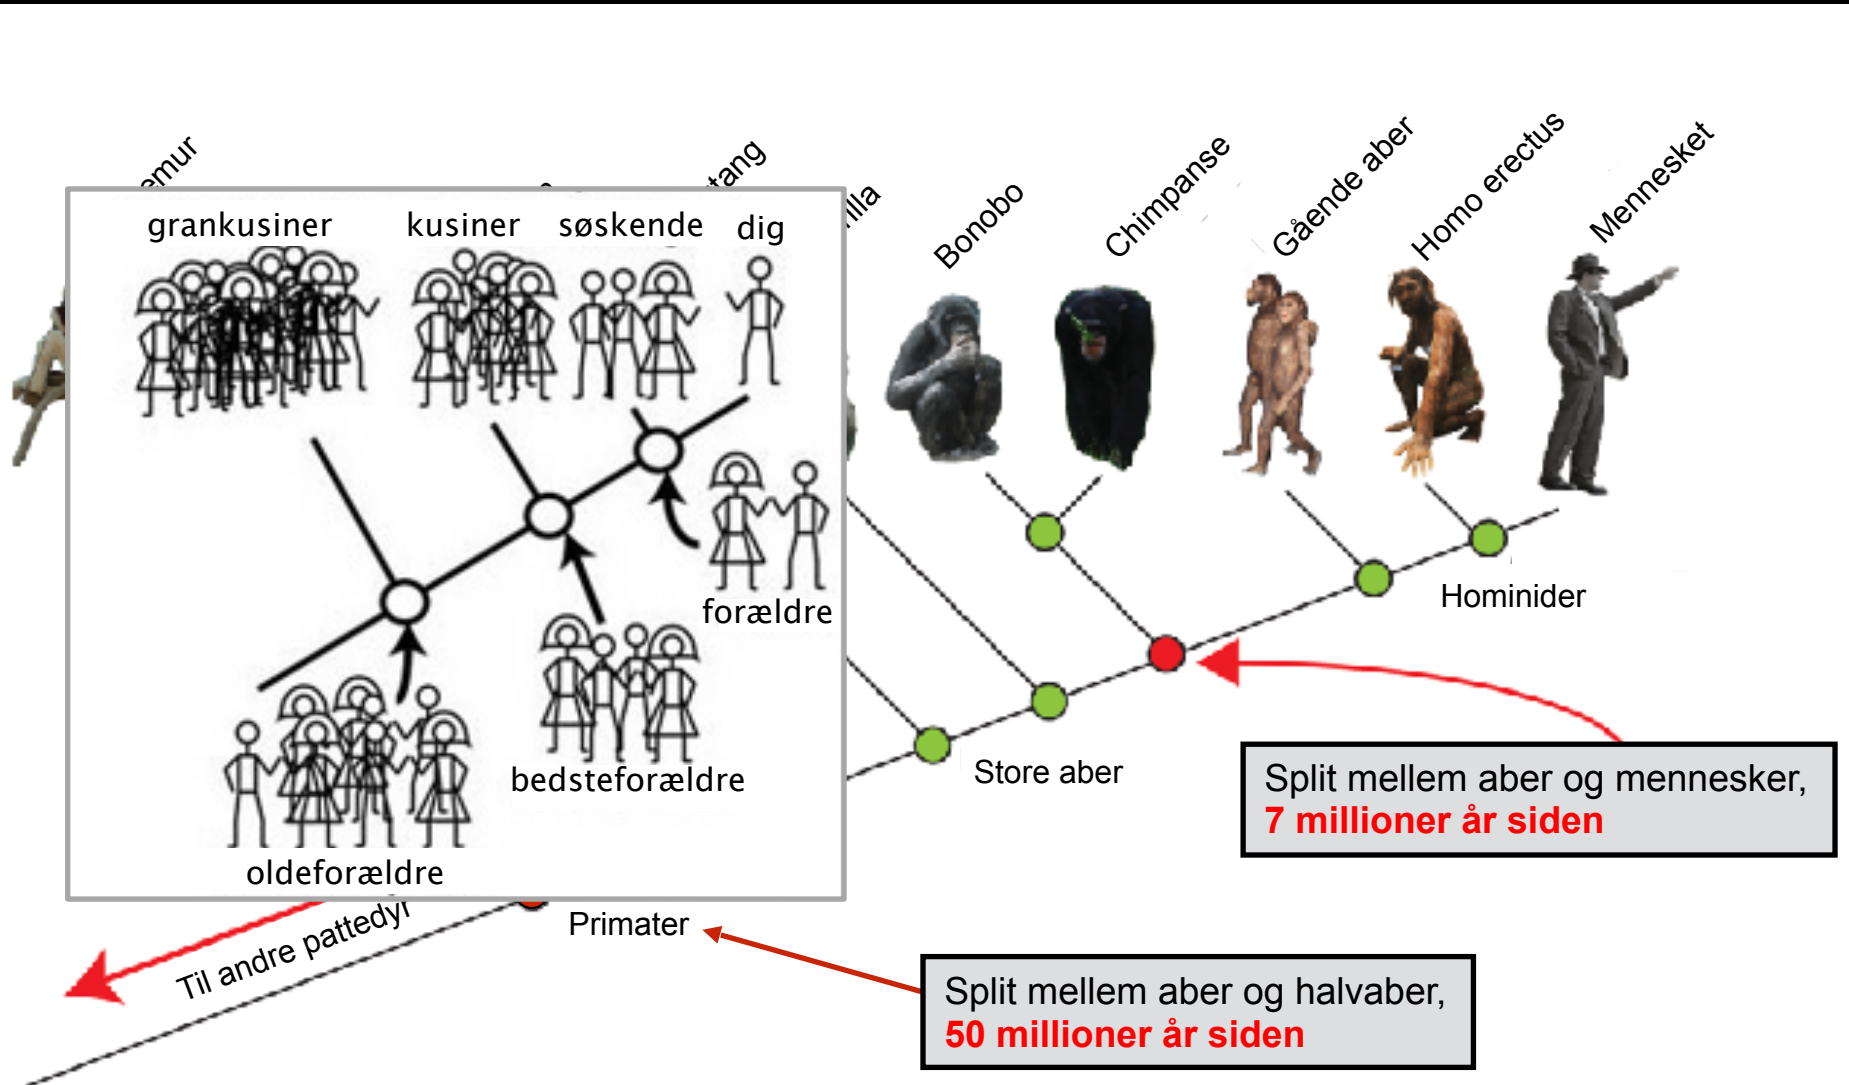 Bonobo
Chimpanse
Gående aber
Homo erectus
Mennesket
grankusiner
kusiner
søskende
dig
forældre
bedsteforældre
oldeforældre
Hominider
Store aber
Split mellem aber og mennesker,
7 millioner år siden
Til andre pattedyr
Primater
Split mellem aber og halvaber,
50 millioner år siden